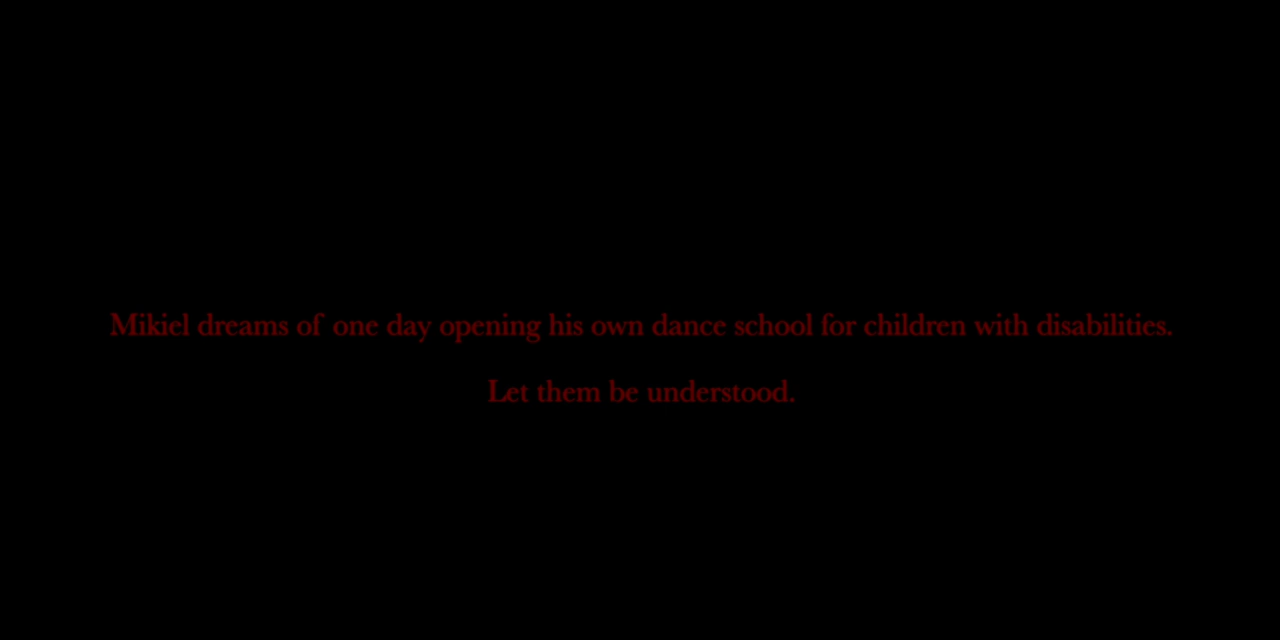 Mikiel dreams of one day opening his own dance school for children with disabilities.
Let them be understood.